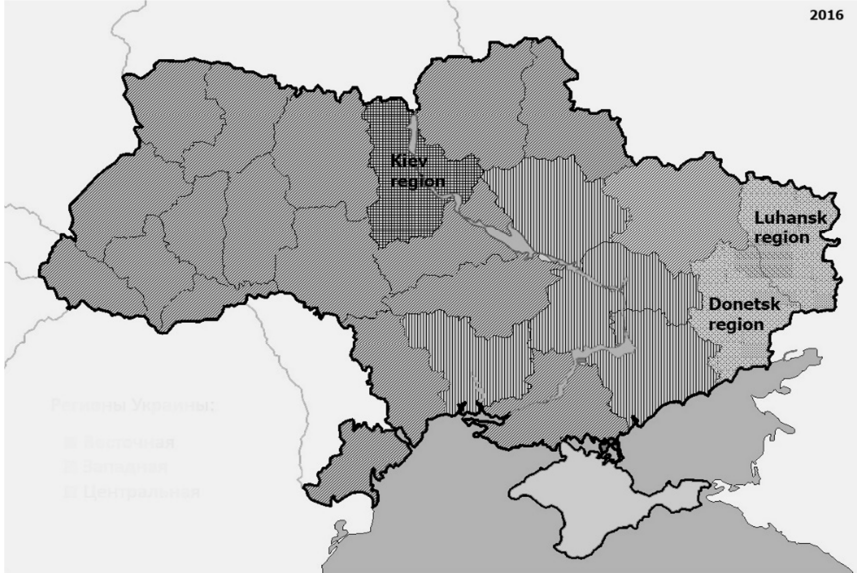 2016
Kiev
region
Luhansk
region
Donetsk
region
Регионы Украины:
Восточная
Западная
Центральная